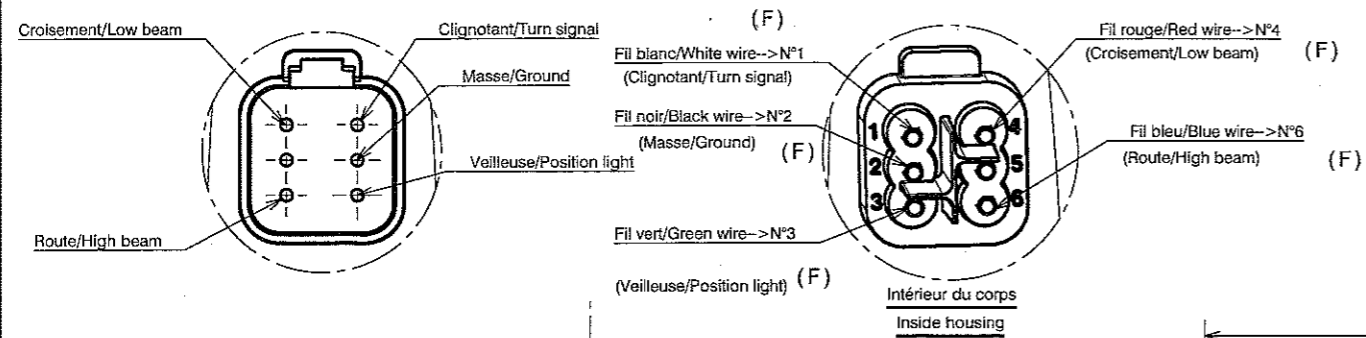 Croisement/Low beam
Clignotant/Turn signal
Masse/Ground
Veilleuse/Position light
Route/High beam
(F)
Fil blanc/White wire-->N°1
(Clignotant/Turn signal)
Fil noir/Black wire-->N°2
(Masse/Ground)
(F)
Fil vert/Green wire-->N°3
(Veilleuse/Position light) (F)
1 4
2 5
3 6
Fil rouge/Red wire-->N°4
(Croisement/Low beam) (F)
Fil bleu/Blue wire-->N°6
(Route/High beam) (F)
Intérieur du corps
Inside housing